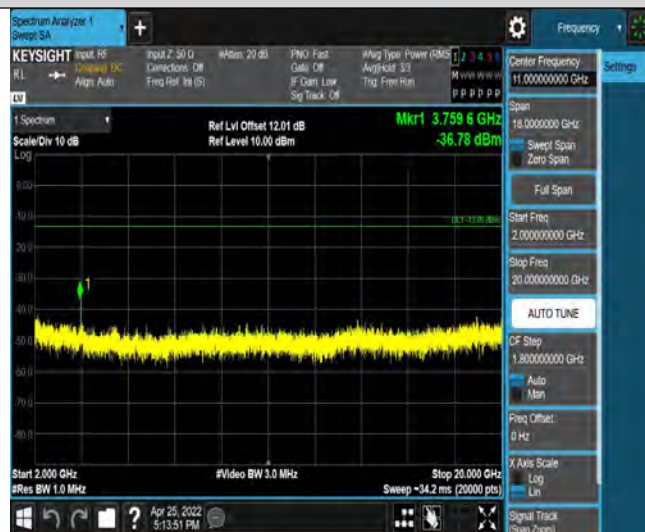 Spectrum Analyzer 1
Swept SA
+
Frequency
KEYSIGHT Input: RF
RL
Coupling: DC
Align: Auto
Input Z: 50 Ω
Corrections: Off
Freq Ref: Int (S)
#Atten: 20 dB
PNO: Fast
Gate: Off
IF Gain: Low
Sig Track: Off
#Avg Type: Power (RMS
Avg|Hold: 3/3
Trig: Free Run
1 2 3 4 5 6
M W W W W W
P P P P P P
LV
1 Spectrum
Scale/Div 10 dB
Log
Ref Lvl Offset 12.01 dB
Ref Level 10.00 dBm
Mkr1 3.759 6 GHz
-36.78 dBm
0.00
-10.0
-20.0
-30.0
-40.0
-50.0
-60.0
-70.0
-80.0
1
Start 2.000 GHz
#Res BW 1.0 MHz
#Video BW 3.0 MHz
Stop 20.000 GHz
Sweep ~34.2 ms (20000 pts)
Center Frequency
11.000000000 GHz
Settings
Span
18.0000000 GHz
Swept Span
Zero Span
Full Span
Start Freq
2.000000000 GHz
Stop Freq
20.000000000 GHz
AUTO TUNE
CF Step
1.800000000 GHz
Auto
Man
Freq Offset
0 Hz
X Axis Scale
Log
Lin
Signal Track
(Span Zoom)
?
Apr 25, 2022
5:13:51 PM